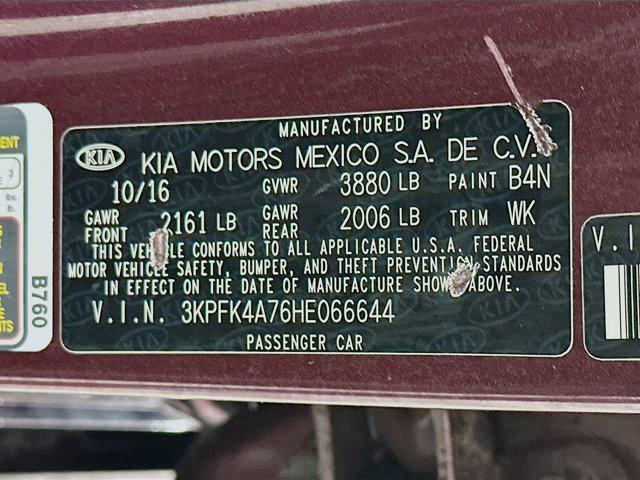 MANUFACTURED BY
KIA KIA MOTORS MEXICO S.A. DE C.V.
10/16 GVWR 3880 LB PAINT B4N
GAWR FRONT 2161 LB GAWR REAR 2006 LB TRIM WK
THIS VEHICLE CONFORMS TO ALL APPLICABLE U.S.A. FEDERAL
MOTOR VEHICLE SAFETY, BUMPER, AND THEFT PREVENTION STANDARDS
IN EFFECT ON THE DATE OF MANUFACTURE SHOWN ABOVE.
V.I.N. 3KPFK4A76HE066644
PASSENGER CAR
B760